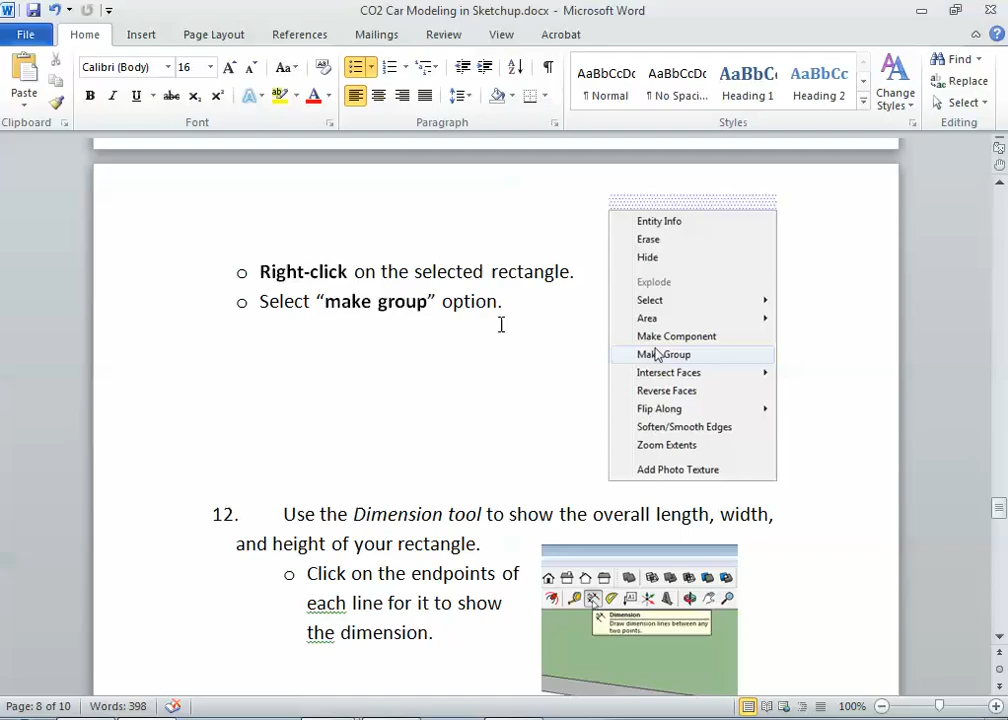 CO2 Car Modeling in Sketchup.docx - Microsoft Word
File Home Insert Page Layout References Mailings Review View Acrobat
Calibri (Body) 16
Paste
Clipboard Font Paragraph Styles Editing
AaBbCcDc AaBbCcDc AaBbCc AaBbCc
¶ Normal ¶ No Spaci... Heading 1 Heading 2
Change Styles
Find
Replace
Select
Right-click on the selected rectangle.
Select “make group” option.
Entity Info
Erase
Hide
Explode
Select
Area
Make Component
Make Group
Intersect Faces
Reverse Faces
Flip Along
Soften/Smooth Edges
Zoom Extents
Add Photo Texture
12. Use the Dimension tool to show the overall length, width,
and height of your rectangle.
Click on the endpoints of
each line for it to show
the dimension.
Dimension
Draw dimension lines between any
two points.
Page: 8 of 10 Words: 398 100%